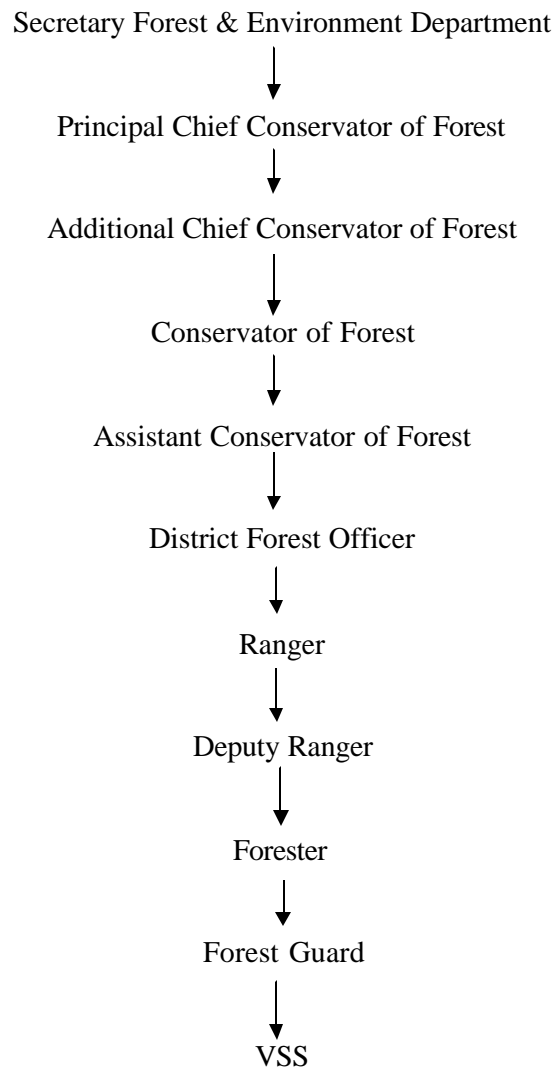 Secretary Forest & Environment Department
Principal Chief Conservator of Forest
Additional Chief Conservator of Forest
Conservator of Forest
Assistant Conservator of Forest
District Forest Officer
Ranger
Deputy Ranger
Forester
Forest Guard
VSS